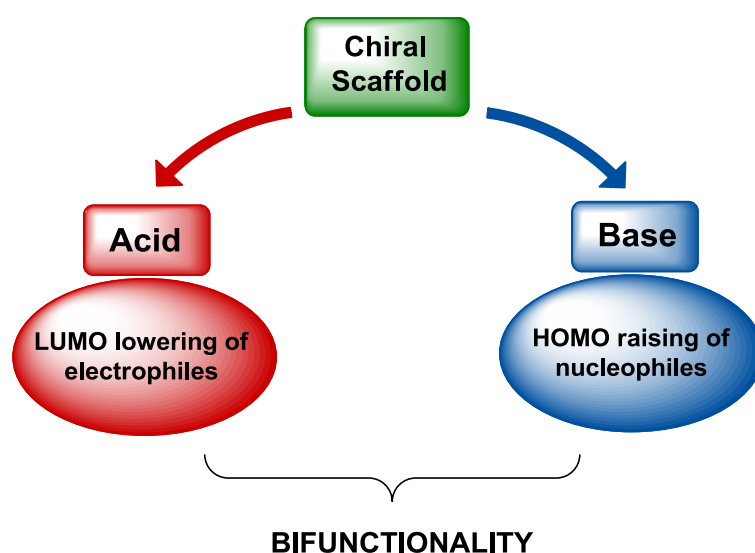 Chiral
Scaffold
Acid
Base
LUMO lowering of
electrophiles
HOMO raising of
nucleophiles
BIFUNCTIONALITY